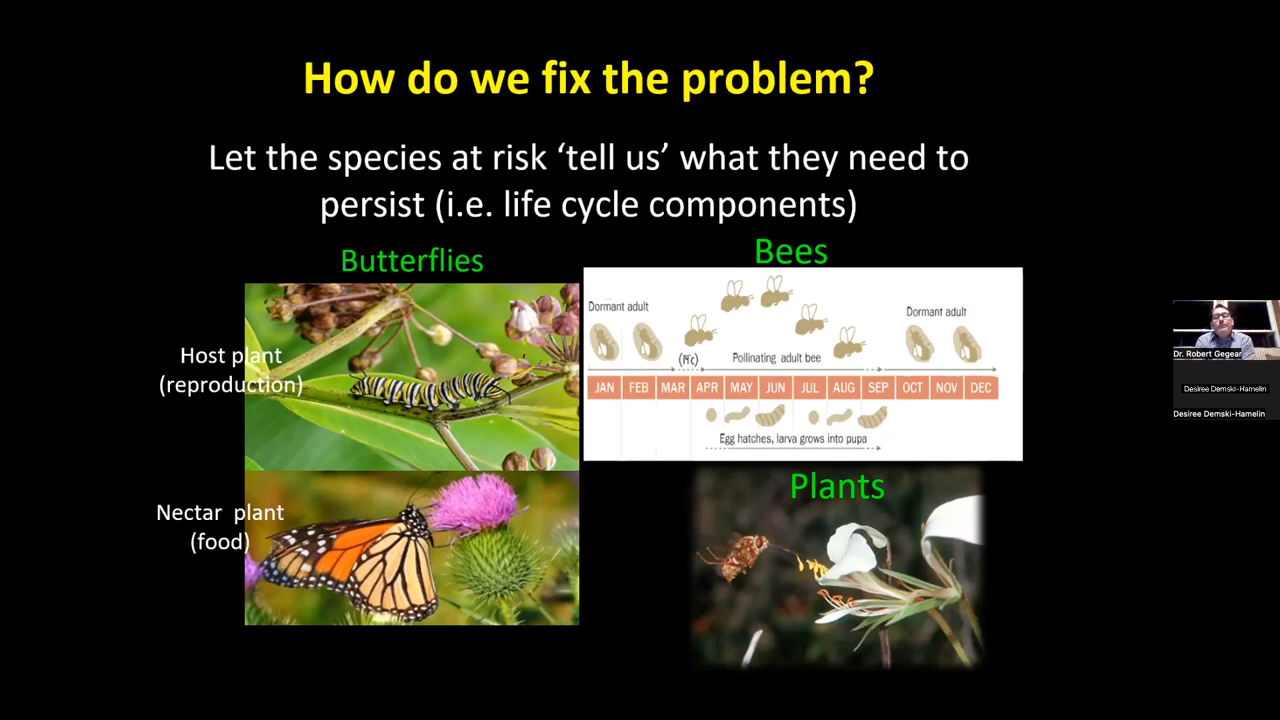 How do we fix the problem?
Let the species at risk ‘tell us’ what they need to
persist (i.e. life cycle components)
Butterflies
Bees
Host plant
(reproduction)
Nectar plant
(food)
Dormant adult
Dormant adult
Pollinating adult bee
JAN FEB MAR APR MAY JUN JUL AUG SEP OCT NOV DEC
Egg hatches, larva grows into pupa
Plants
Dr. Robert Gegear
Desiree Demski-Hamelin
Desiree Demski-Hamelin